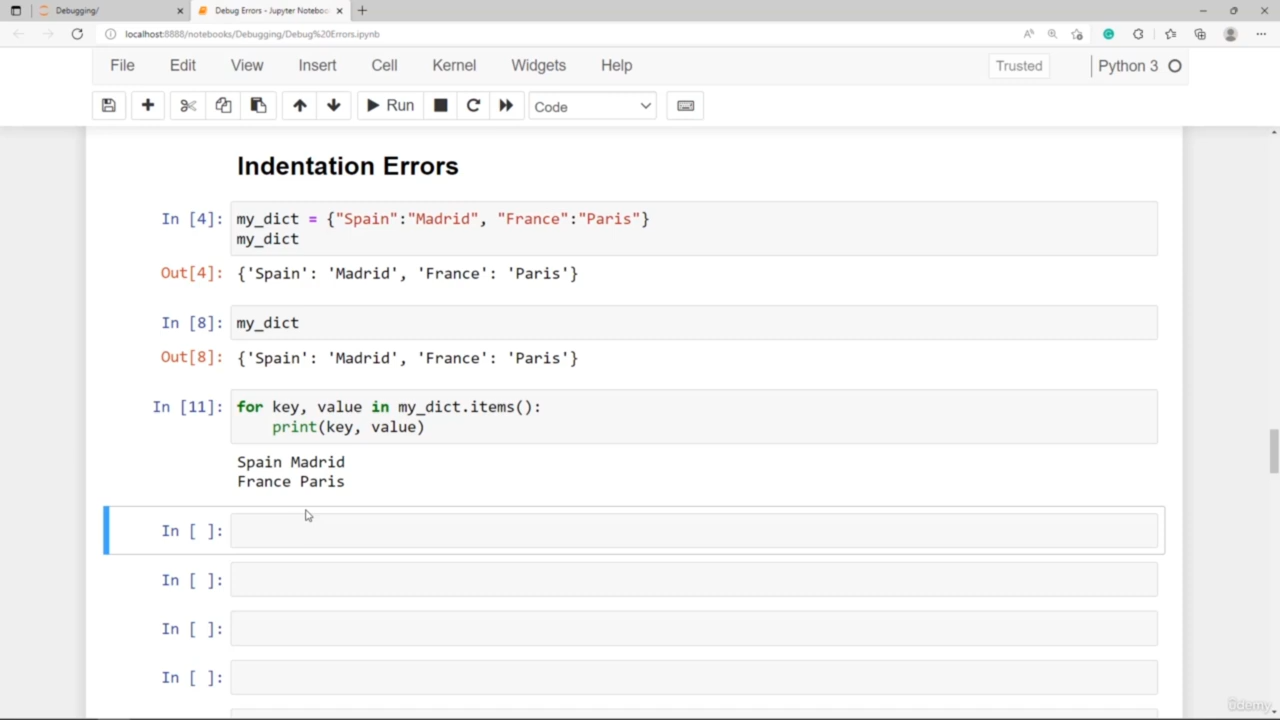 Debugging/
Debug Errors - Jupyter Noteboo
localhost:8888/notebooks/Debugging/Debug%20Errors.ipynb
File Edit View Insert Cell Kernel Widgets Help
Trusted
Python 3
Run
Code
Indentation Errors
In [4]: my_dict = {"Spain":"Madrid", "France":"Paris"}
my_dict
Out[4]: {'Spain': 'Madrid', 'France': 'Paris'}
In [8]: my_dict
Out[8]: {'Spain': 'Madrid', 'France': 'Paris'}
In [11]: for key, value in my_dict.items():
print(key, value)
Spain Madrid
France Paris
In [ ]:
In [ ]:
In [ ]:
In [ ]:
Udemy